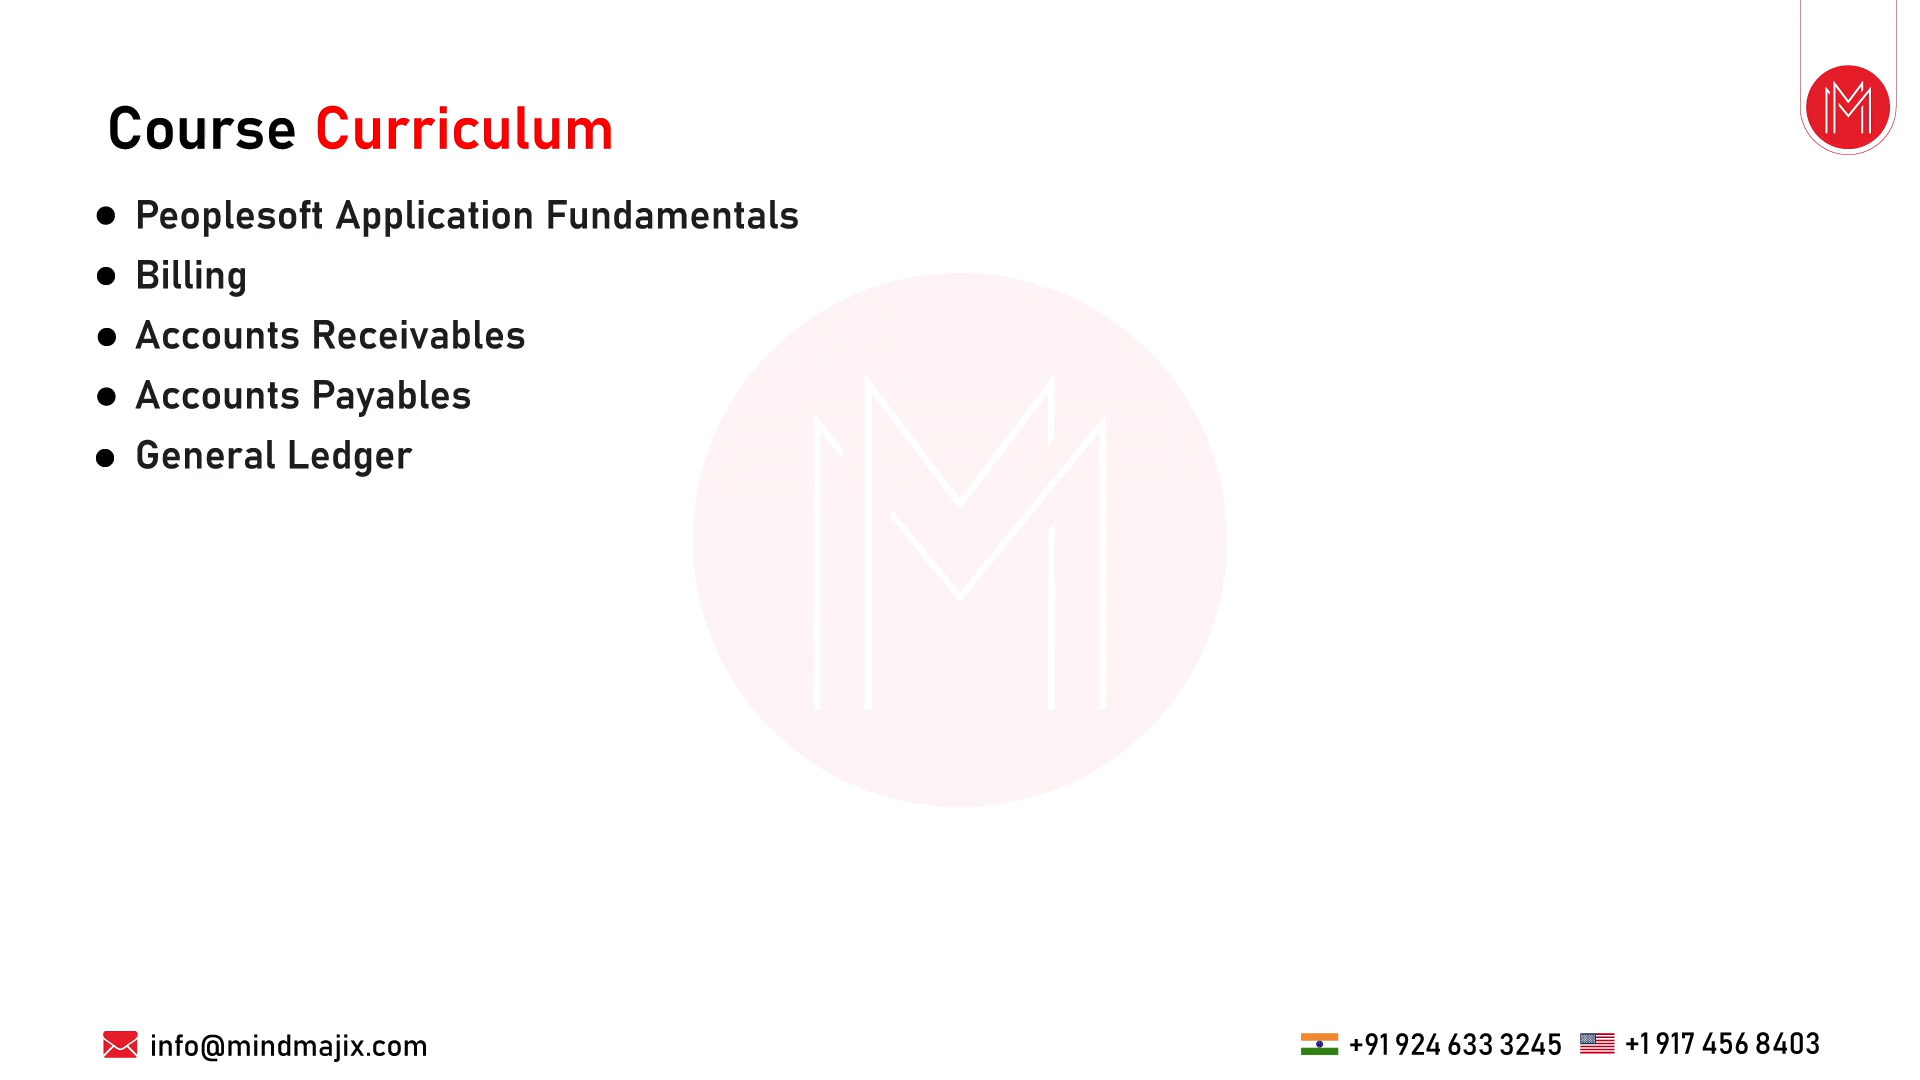 Course Curriculum
● Peoplesoft Application Fundamentals
● Billing
● Accounts Receivables
● Accounts Payables
● General Ledger
info@mindmajix.com
+91 924 633 3245 +1 917 456 8403